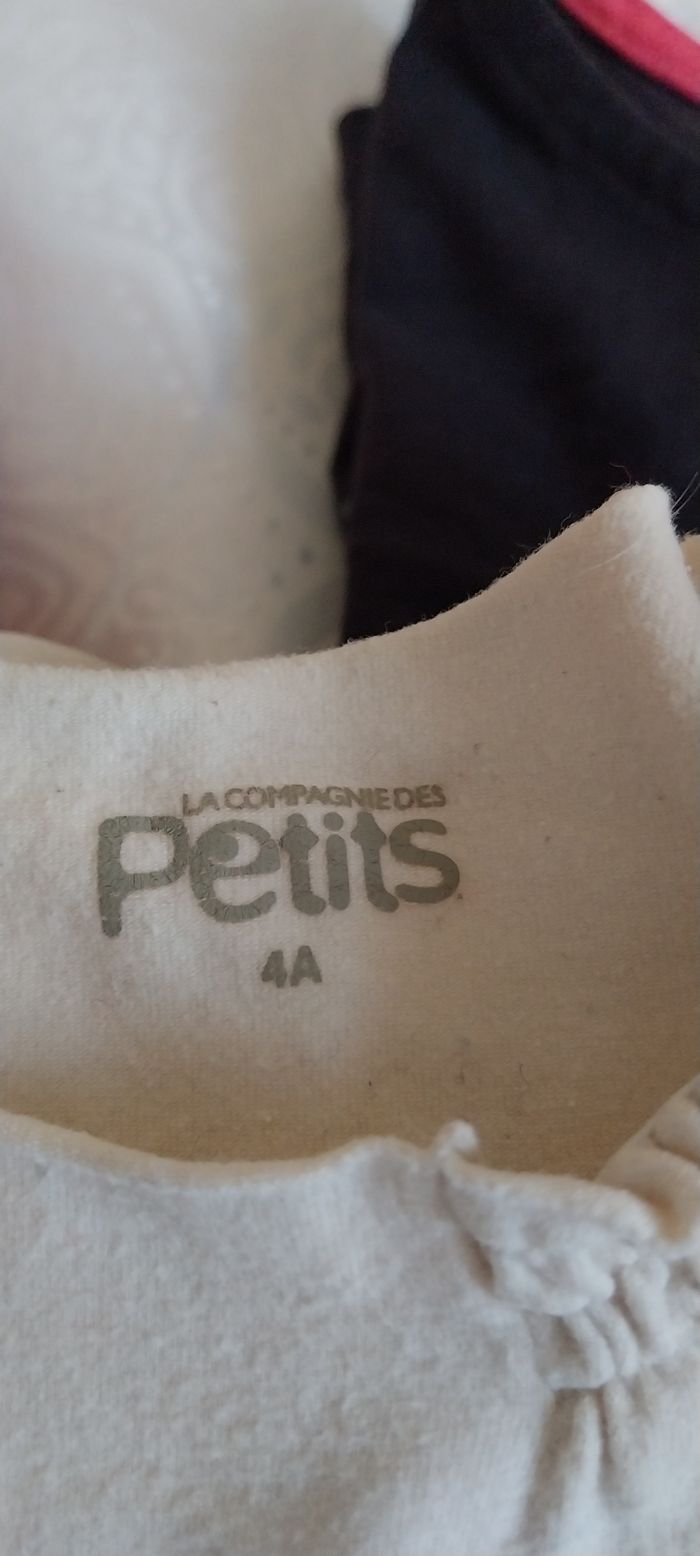 LA COMPAGNIE DES
Petits
4A